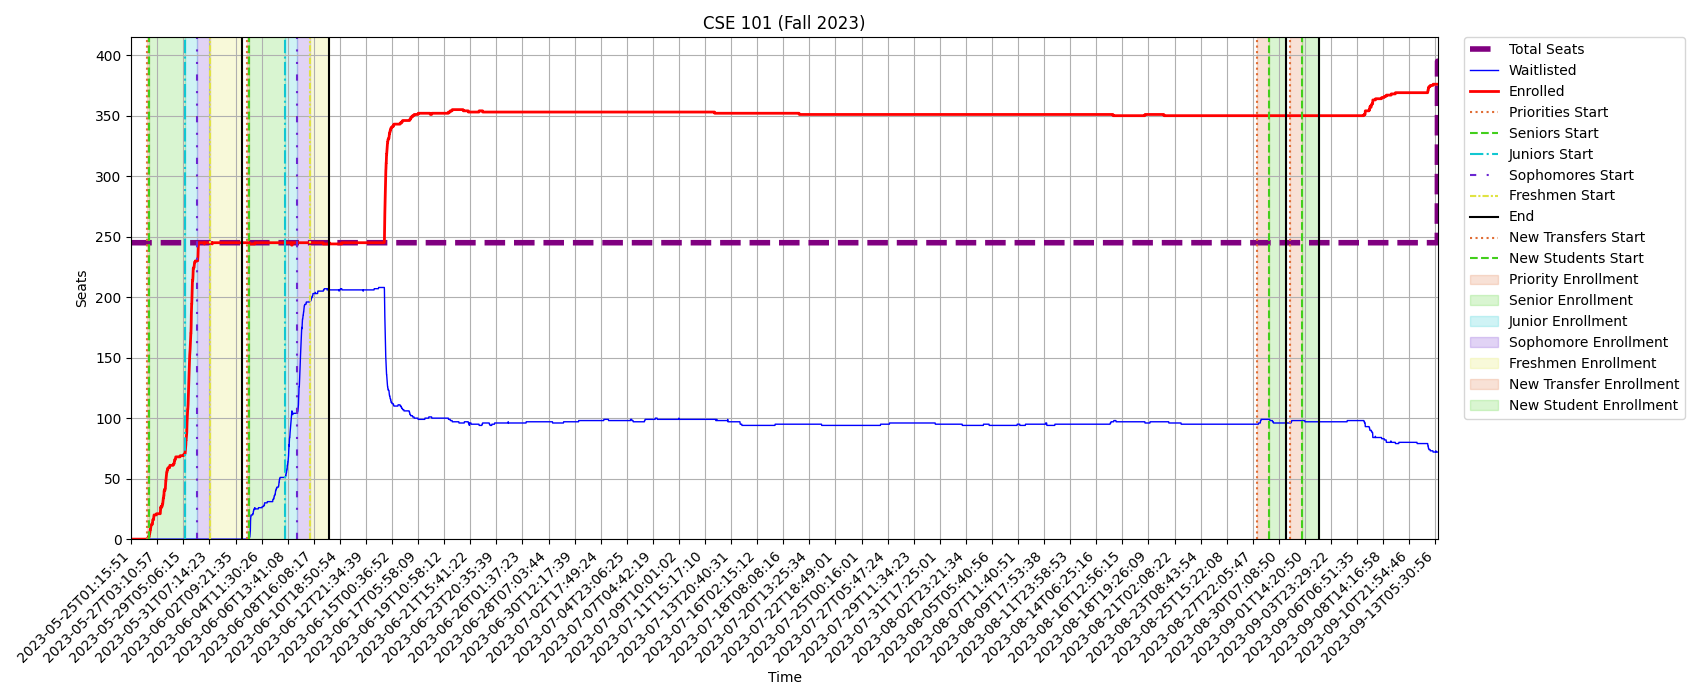 CSE 101 (Fall 2023)
400
350
300
250
200
150
100
50
0
Seats
2023-05-25T01:15:51
2023-05-27T03:10:57
2023-05-29T05:06:15
2023-05-31T07:14:23
2023-06-02T09:21:35
2023-06-04T11:30:26
2023-06-06T13:41:08
2023-06-08T16:08:17
2023-06-10T18:50:54
2023-06-12T21:34:39
2023-06-15T00:36:52
2023-06-17T05:58:09
2023-06-19T10:58:12
2023-06-21T15:41:22
2023-06-23T20:35:39
2023-06-26T01:37:23
2023-06-28T07:03:44
2023-06-30T12:17:39
2023-07-02T17:49:24
2023-07-04T23:06:25
2023-07-07T04:42:19
2023-07-09T10:01:02
2023-07-11T15:17:10
2023-07-13T20:40:31
2023-07-16T02:15:12
2023-07-18T08:08:16
2023-07-20T13:25:34
2023-07-22T18:49:01
2023-07-25T00:16:01
2023-07-27T05:47:24
2023-07-29T11:34:23
2023-07-31T17:25:01
2023-08-02T23:21:34
2023-08-05T05:40:56
2023-08-07T11:40:51
2023-08-09T17:53:38
2023-08-11T23:58:53
2023-08-14T06:25:16
2023-08-16T12:56:15
2023-08-18T19:26:09
2023-08-21T02:08:22
2023-08-23T08:43:54
2023-08-25T15:22:08
2023-08-27T22:05:47
2023-08-30T07:08:50
2023-09-01T14:20:50
2023-09-03T23:29:22
2023-09-06T06:51:35
2023-09-08T14:16:58
2023-09-10T21:54:46
2023-09-13T05:30:56
Time
Total Seats
Waitlisted
Enrolled
Priorities Start
Seniors Start
Juniors Start
Sophomores Start
Freshmen Start
End
New Transfers Start
New Students Start
Priority Enrollment
Senior Enrollment
Junior Enrollment
Sophomore Enrollment
Freshmen Enrollment
New Transfer Enrollment
New Student Enrollment